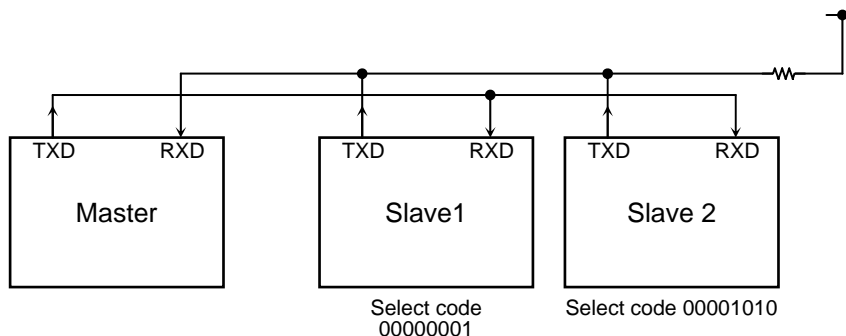 TXD RXD TXD RXD TXD RXD
Master Slave1 Slave 2
Select code
00000001
Select code 00001010